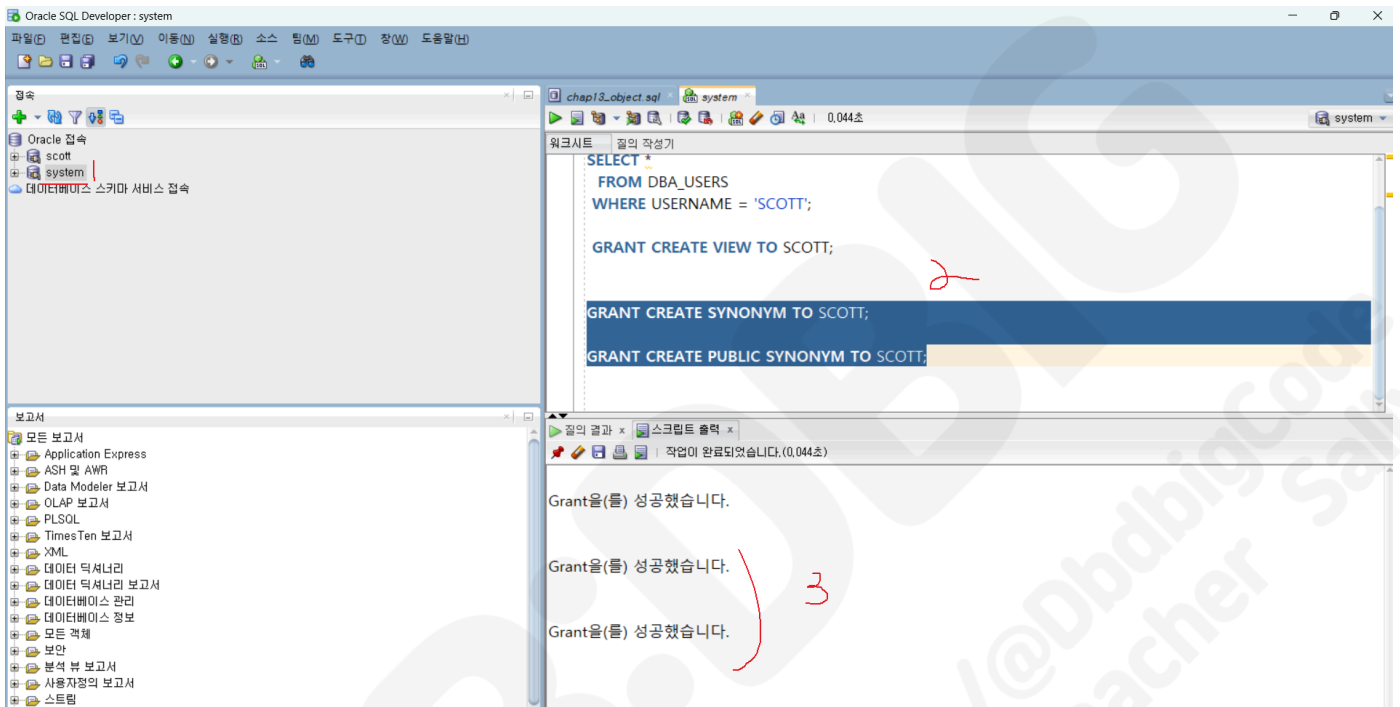 Oracle SQL Developer : system
파일(F) 편집(E) 보기(V) 이동(N) 실행(R) 소스 팀(M) 도구(T) 창(W) 도움말(H)
접속
Oracle 접속
scott
system
데이터베이스 스키마 서비스 접속
보고서
모든 보고서
Application Express
ASH 및 AWR
Data Modeler 보고서
OLAP 보고서
PLSQL
TimesTen 보고서
XML
데이터 딕셔너리
데이터 딕셔너리 보고서
데이터베이스 관리
데이터베이스 정보
모든 객체
보안
분석 뷰 보고서
사용자정의 보고서
스트림
chap13_object.sql
system
0,044초
system
워크시트 질의 작성기
SELECT *
FROM DBA_USERS
WHERE USERNAME = 'SCOTT';
GRANT CREATE VIEW TO SCOTT;
2
GRANT CREATE SYNONYM TO SCOTT;
GRANT CREATE PUBLIC SYNONYM TO SCOTT;
질의 결과 x 스크립트 출력 x
작업이 완료되었습니다.(0,044초)
Grant을(를) 성공했습니다.
Grant을(를) 성공했습니다.
3
Grant을(를) 성공했습니다.